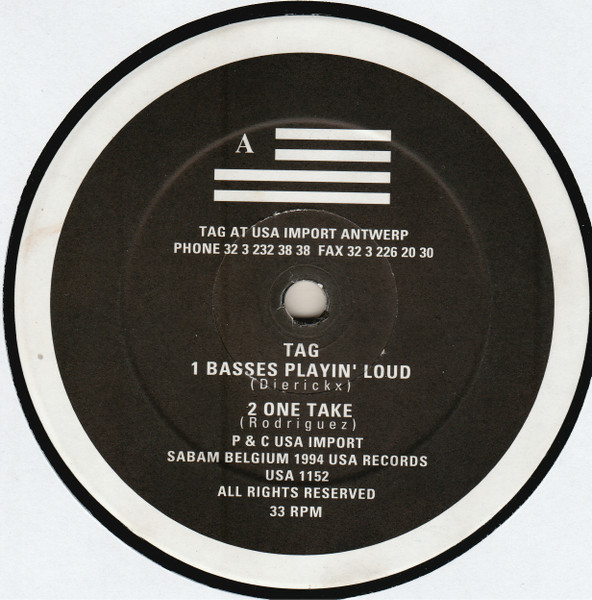 A
TAG AT USA IMPORT ANTWERP
PHONE 32 3 232 38 38 FAX 32 3 226 20 30
TAG
1 BASSES PLAYIN' LOUD
(Dierickx)
2 ONE TAKE
(Rodriguez)
P & C USA IMPORT
SABAM BELGIUM 1994 USA RECORDS
USA 1152
ALL RIGHTS RESERVED
33 RPM